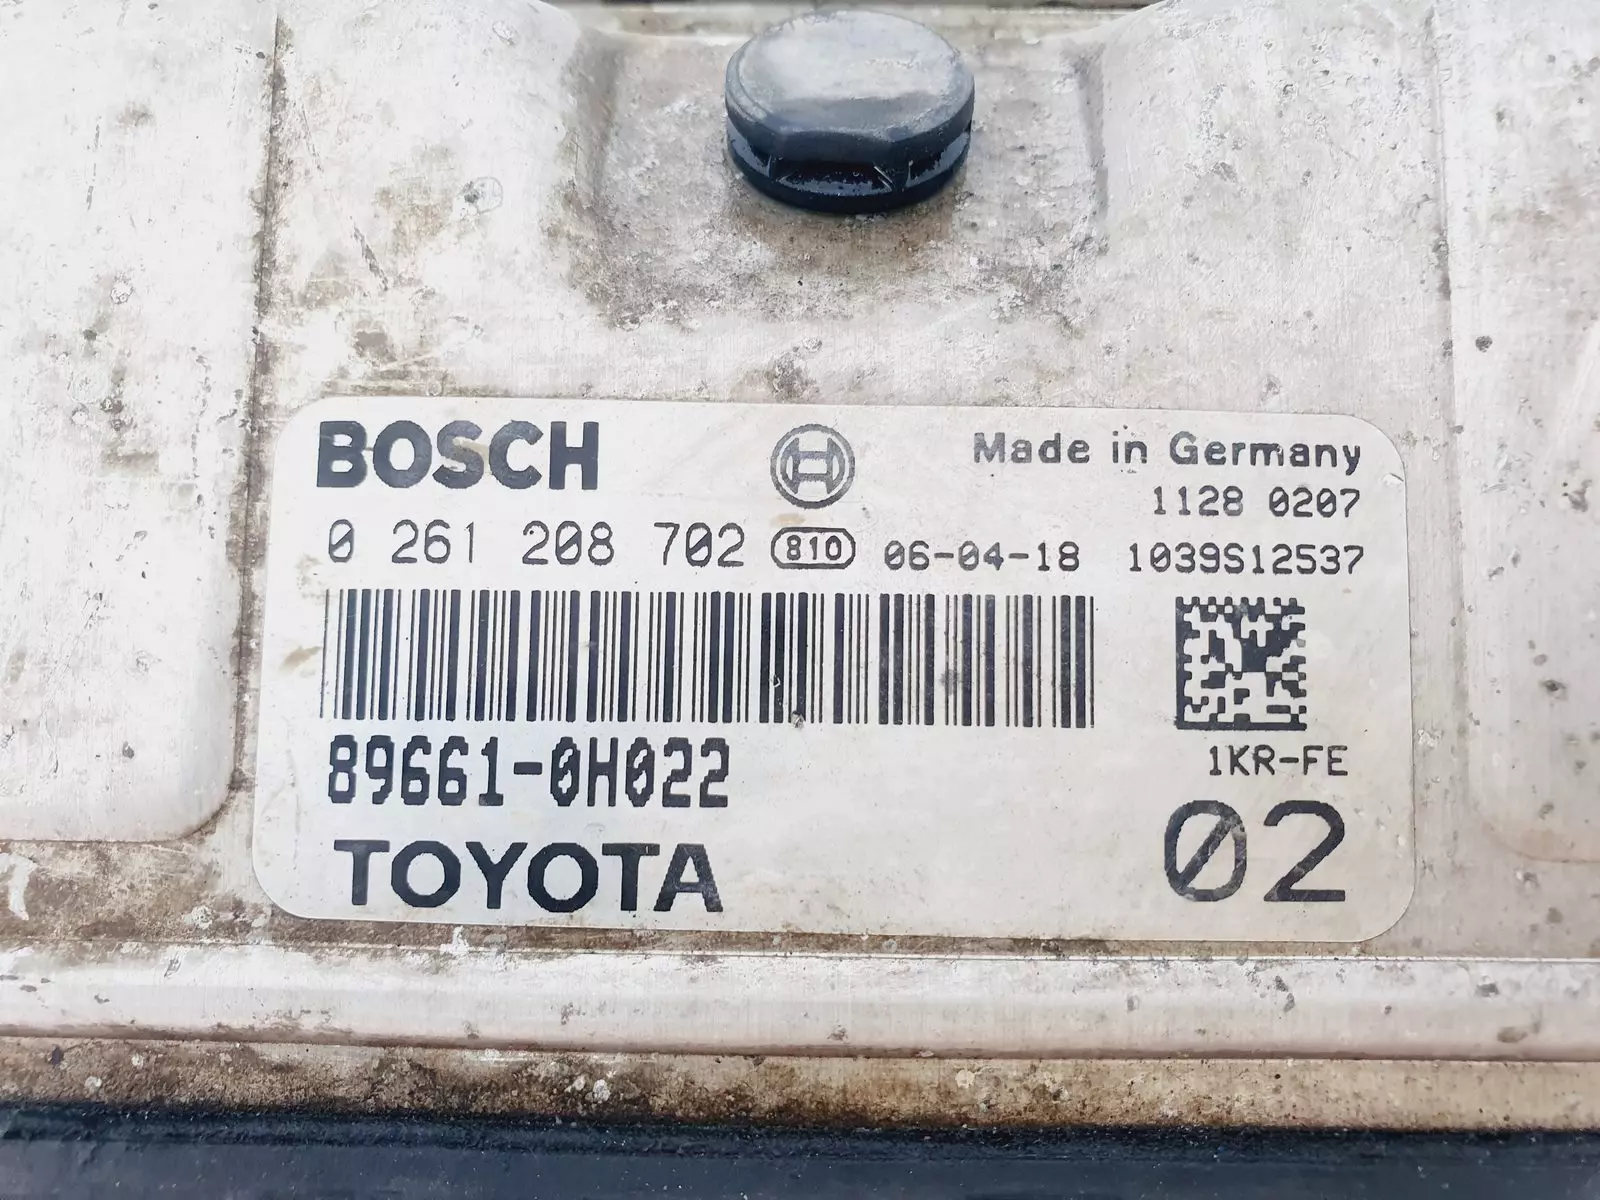 BOSCH
Made in Germany
1128 0207
0 261 208 702 810 06-04-18 1039S12537
89661-0H022
1KR-FE
TOYOTA
02